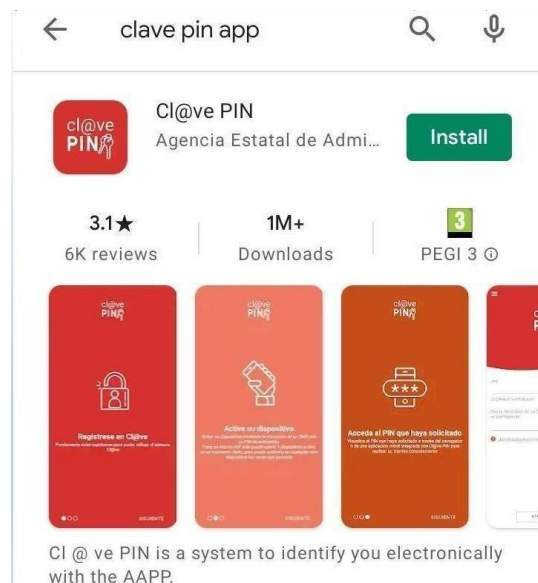 clave pin app
cl@ve
PIN
Cl@ve PIN
Agencia Estatal de Admi...
Install
3.1★
6K reviews
1M+
Downloads
3
PEGI 3
cl@ve
PIN
Regístrese en Cl@ve
SIGUIENTE
cl@ve
PIN
Active su dispositivo
SIGUIENTE
cl@ve
PIN
***
Acceda al PIN que haya solicitado
SIGUIENTE
Cl @ ve PIN is a system to identify you electronically
with the AAPP.